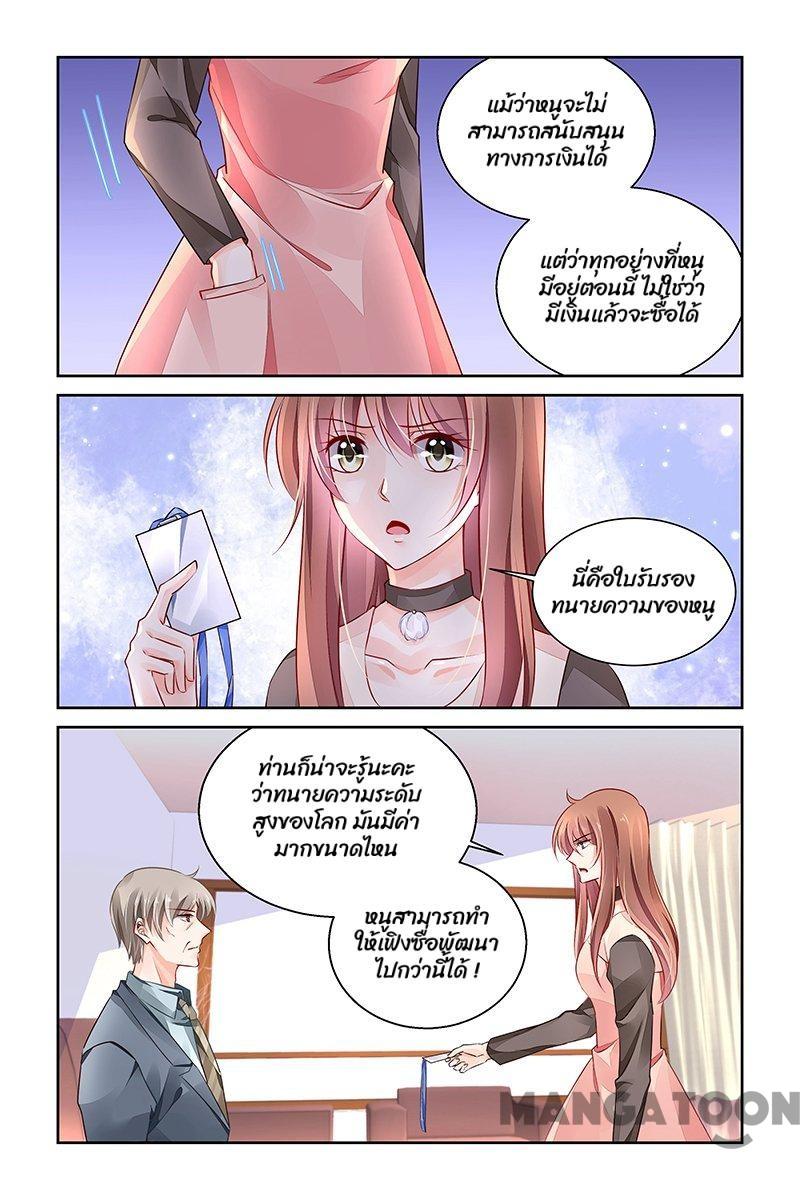 แม้ว่าหนูจะไม่
สามารถสนับสนุน
ทางการเงินได้
แต่ว่าทุกอย่างที่หนู
มีอยู่ตอนนี้ ไม่ใช่ว่า
มีเงินแล้วจะซื้อได้
นี่คือใบรับรอง
ทนายความของหนู
ท่านก็น่าจะรู้นะคะ
ว่าทนายความระดับ
สูงของโลก มันมีค่า
มากขนาดไหน
หนูสามารถทำ
ให้เฟิงซื่อพัฒนา
ไปกว่านี้ได้ !
MANGATOON